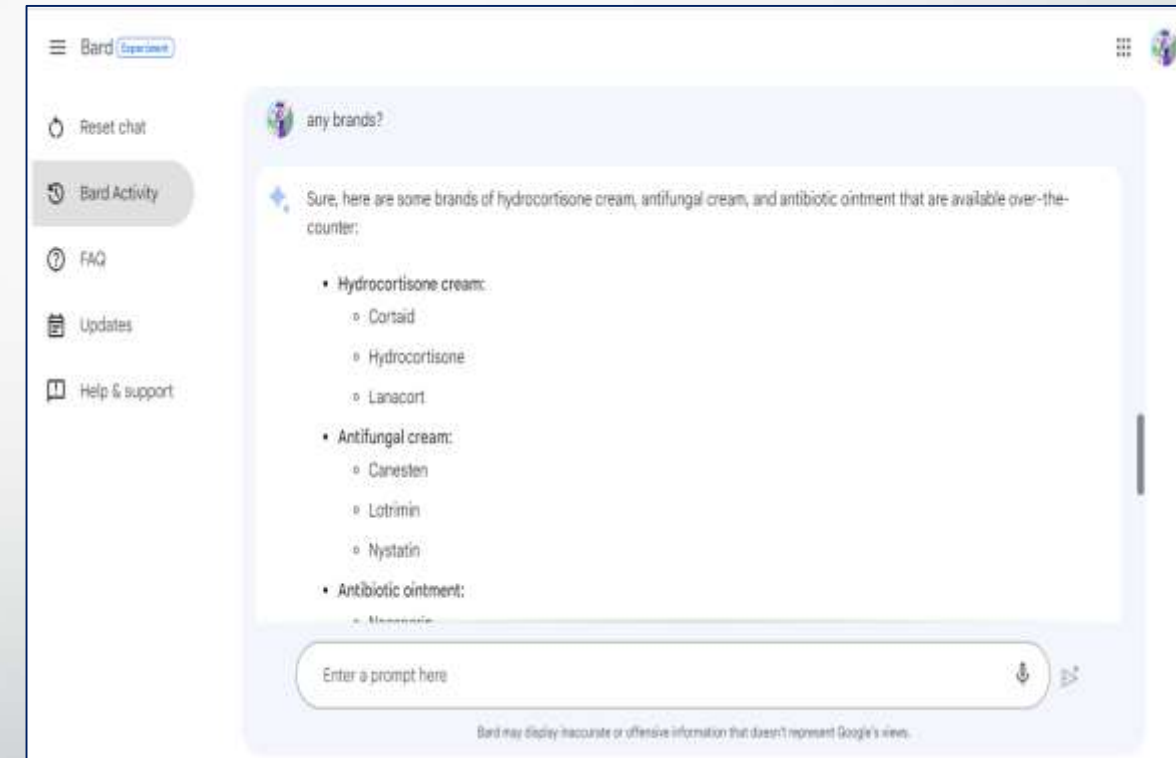 Bard Experiment
Reset chat
Bard Activity
FAQ
Updates
Help & support
any brands?
Sure, here are some brands of hydrocortisone cream, antifungal cream, and antibiotic ointment that are available over-the-
counter:
• Hydrocortisone cream:
Cortaid
Hydrocortisone
Lanacort
• Antifungal cream:
Canesten
Lotrimin
Nystatin
• Antibiotic ointment:
Enter a prompt here
Bard may display inaccurate or offensive information that doesn't represent Google's views.